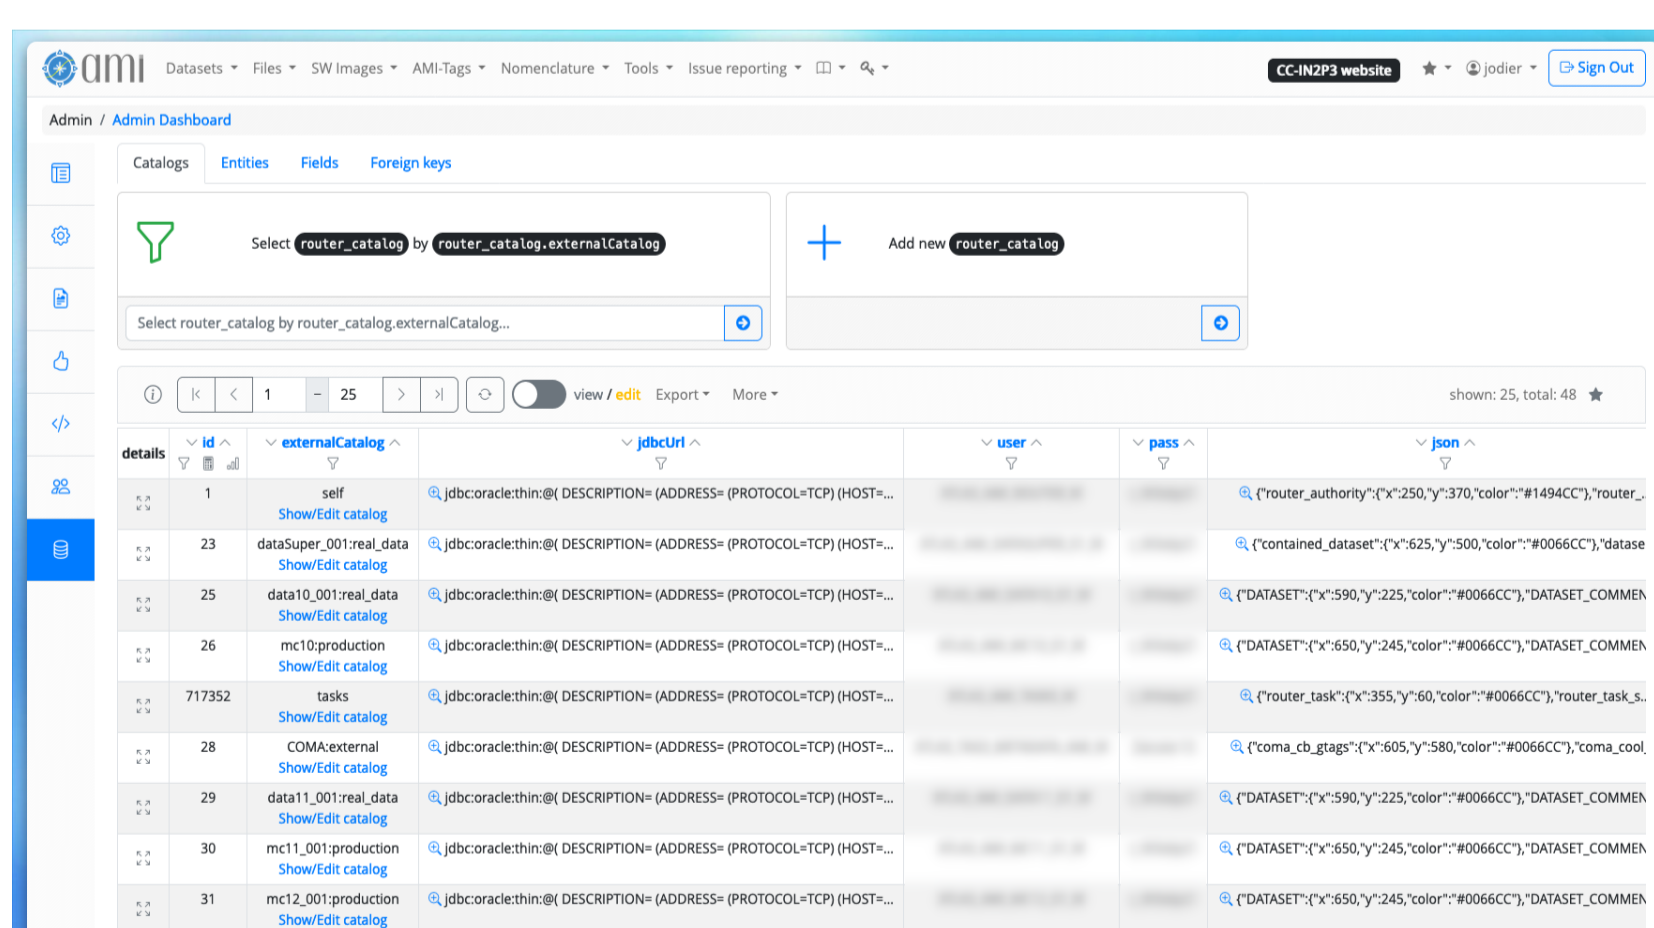 ami Datasets Files SW Images AMI-Tags Nomenclature Tools Issue reporting CC-IN2P3 website jodier Sign Out
Admin / Admin Dashboard
Catalogs Entities Fields Foreign keys
Select router_catalog by router_catalog.externalCatalog
Add new router_catalog
Select router_catalog by router_catalog.externalCatalog...
1 – 25 view / edit Export More shown: 25, total: 48
details id externalCatalog jdbcUrl user pass json
1 self jdbc:oracle:thin:@( DESCRIPTION= (ADDRESS= (PROTOCOL=TCP) (HOST=... {"router_authority":{"x":250,"y":370,"color":"#1494CC"},"router_...
Show/Edit catalog
23 dataSuper_001:real_data jdbc:oracle:thin:@( DESCRIPTION= (ADDRESS= (PROTOCOL=TCP) (HOST=... {"contained_dataset":{"x":625,"y":500,"color":"#0066CC"},"datase
Show/Edit catalog
25 data10_001:real_data jdbc:oracle:thin:@( DESCRIPTION= (ADDRESS= (PROTOCOL=TCP) (HOST=... {"DATASET":{"x":590,"y":225,"color":"#0066CC"},"DATASET_COMMEN
Show/Edit catalog
26 mc10:production jdbc:oracle:thin:@( DESCRIPTION= (ADDRESS= (PROTOCOL=TCP) (HOST=... {"DATASET":{"x":650,"y":245,"color":"#0066CC"},"DATASET_COMMEN
Show/Edit catalog
717352 tasks jdbc:oracle:thin:@( DESCRIPTION= (ADDRESS= (PROTOCOL=TCP) (HOST=... {"router_task":{"x":355,"y":60,"color":"#0066CC"},"router_task_s...
Show/Edit catalog
28 COMA:external jdbc:oracle:thin:@( DESCRIPTION= (ADDRESS= (PROTOCOL=TCP) (HOST=... {"coma_cb_gtags":{"x":605,"y":580,"color":"#0066CC"},"coma_cool_
Show/Edit catalog
29 data11_001:real_data jdbc:oracle:thin:@( DESCRIPTION= (ADDRESS= (PROTOCOL=TCP) (HOST=... {"DATASET":{"x":590,"y":225,"color":"#0066CC"},"DATASET_COMMEN
Show/Edit catalog
30 mc11_001:production jdbc:oracle:thin:@( DESCRIPTION= (ADDRESS= (PROTOCOL=TCP) (HOST=... {"DATASET":{"x":650,"y":245,"color":"#0066CC"},"DATASET_COMMEN
Show/Edit catalog
31 mc12_001:production jdbc:oracle:thin:@( DESCRIPTION= (ADDRESS= (PROTOCOL=TCP) (HOST=... {"DATASET":{"x":650,"y":245,"color":"#0066CC"},"DATASET_COMMEN
Show/Edit catalog